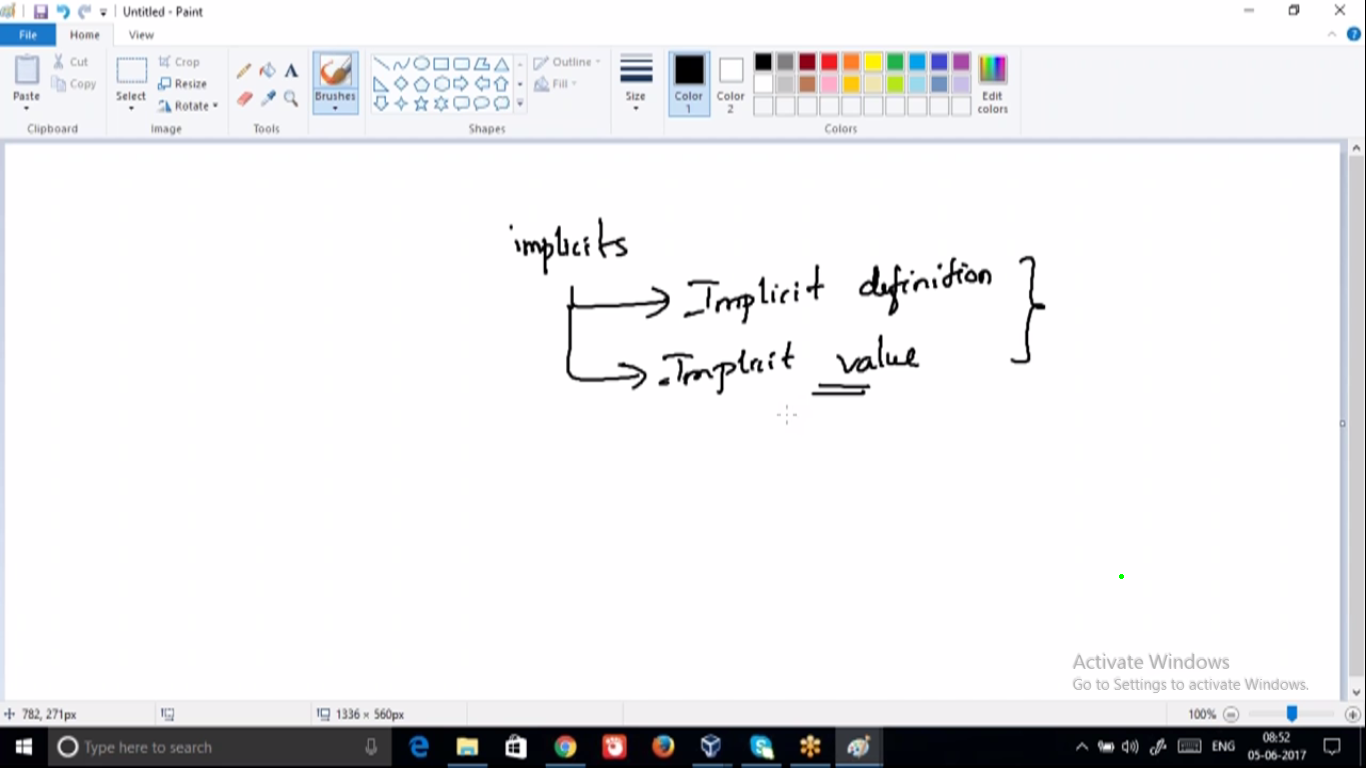 Untitled - Paint
File Home View
Paste Cut Copy Clipboard
Select Crop Resize Rotate Image
Tools
Brushes
Outline Fill Shapes
Size
Color 1 Color 2 Edit colors Colors
implicits
Implicit definition
Implicit value
Activate Windows
Go to Settings to activate Windows.
782, 271px 1336 × 560px 100%
Type here to search ENG 08:52
05-06-2017